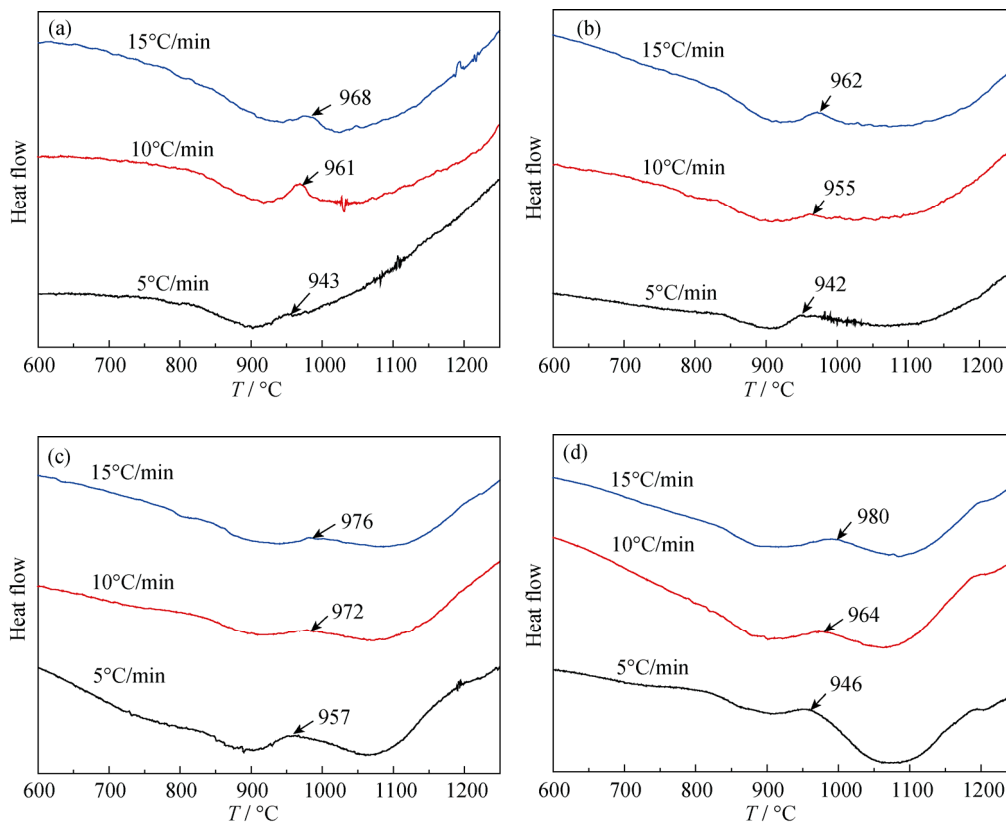 (a)
15°C/min
968
10°C/min
961
5°C/min
943
Heat flow
600 700 800 900 1000 1100 1200
T / °C
(b)
15°C/min
962
10°C/min
955
5°C/min
942
Heat flow
600 700 800 900 1000 1100 1200
T / °C
(c)
15°C/min
976
10°C/min
972
5°C/min
957
Heat flow
600 700 800 900 1000 1100 1200
T / °C
(d)
15°C/min
980
10°C/min
964
5°C/min
946
Heat flow
600 700 800 900 1000 1100 1200
T / °C